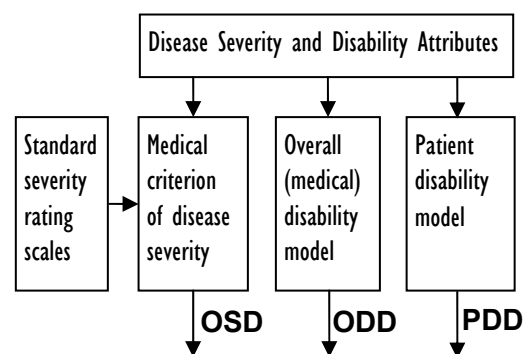 Disease Severity and Disability Attributes
Standard
severity
rating
scales
Medical
criterion
of disease
severity
Overall
(medical)
disability
model
Patient
disability
model
OSD
ODD
PDD